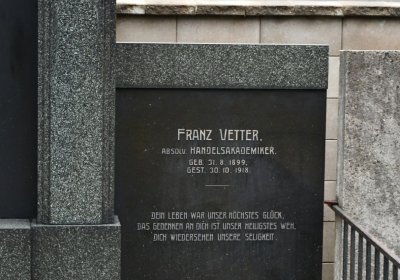 FRANZ VETTER,
ABSOLV. HANDELSAKADEMIKER.
GEB. 31. 8. 1899,
GEST. 30. 10. 1918.
DEIN LEBEN WAR UNSER HÖCHSTES GLÜCK,
DAS GEDENKEN AN DICH IST UNSER HEILIGSTES WEH,
DICH WIEDERSEHEN UNSERE SELIGKEIT.